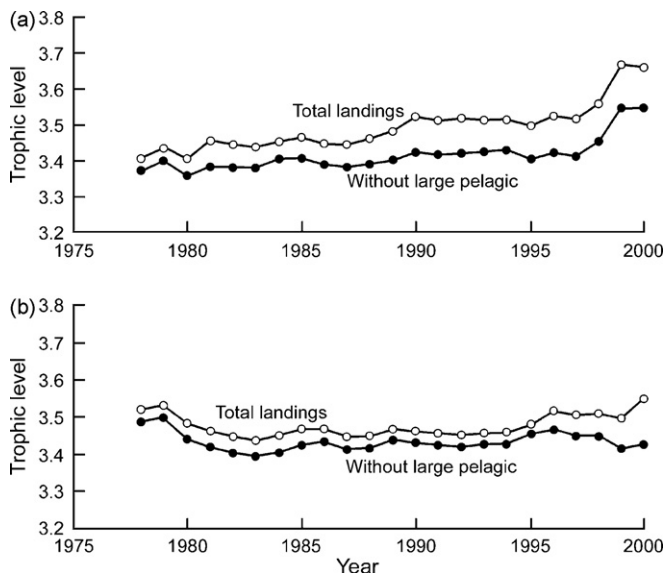 (a)
3.8
3.7
3.6
3.5
3.4
3.3
3.2
Trophic level
Total landings
Without large pelagic
1975 1980 1985 1990 1995 2000
(b)
3.8
3.7
3.6
3.5
3.4
3.3
3.2
Trophic level
Total landings
Without large pelagic
1975 1980 1985 1990 1995 2000
Year